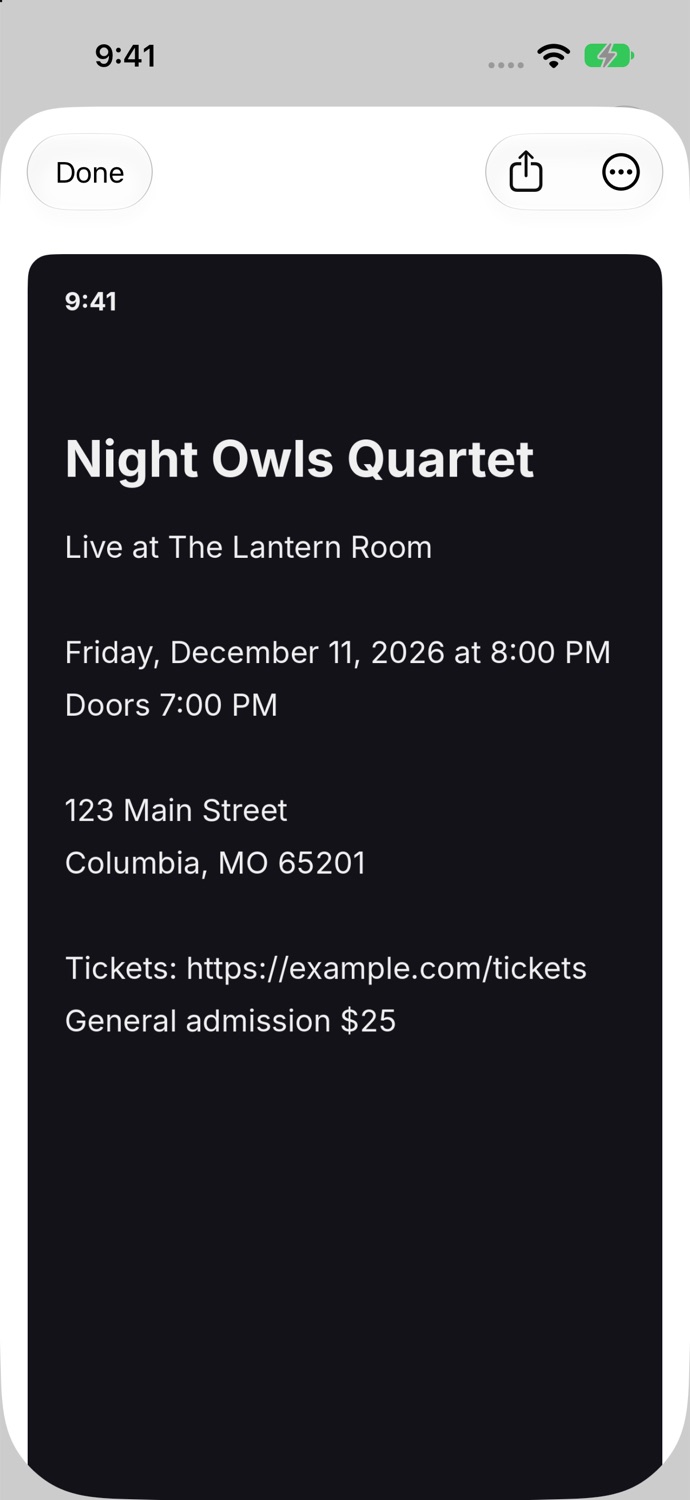 9:41
Done
9:41
Night Owls Quartet
Live at The Lantern Room
Friday, December 11, 2026 at 8:00 PM
Doors 7:00 PM
123 Main Street
Columbia, MO 65201
Tickets: https://example.com/tickets
General admission $25